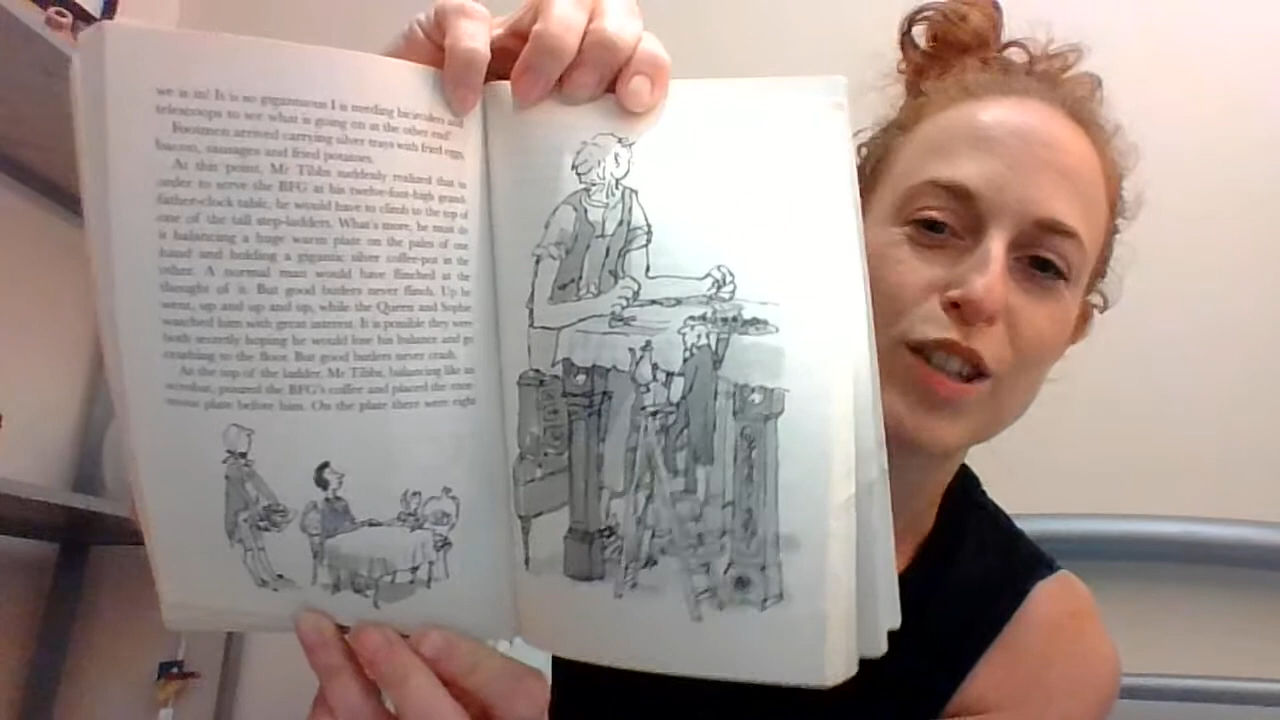 we is in! It is so gigantuous I is needing bicirculers and
telescoops to see what is going on at the other end!'
Footmen arrived carrying silver trays with fried eggs,
bacon, sausages and fried potatoes.
At this point, Mr Tibbs suddenly realized that in
order to serve the BFG at his twelve-foot-high grand-
father-clock table, he would have to climb to the top of
one of the tall step-ladders. What's more, he must do
it balancing a huge warm plate on the palm of one
hand and holding a gigantic silver coffee-pot in the
other. A normal man would have flinched at the
thought of it. But good butlers never flinch. Up he
went, up and up and up, while the Queen and Sophie
watched him with great interest. It is possible they were
both secretly hoping he would lose his balance and go
crashing to the floor. But good butlers never crash.
At the top of the ladder, Mr Tibbs, balancing like an
acrobat, poured the BFG's coffee and placed the enor-
mous plate before him. On the plate there were eight